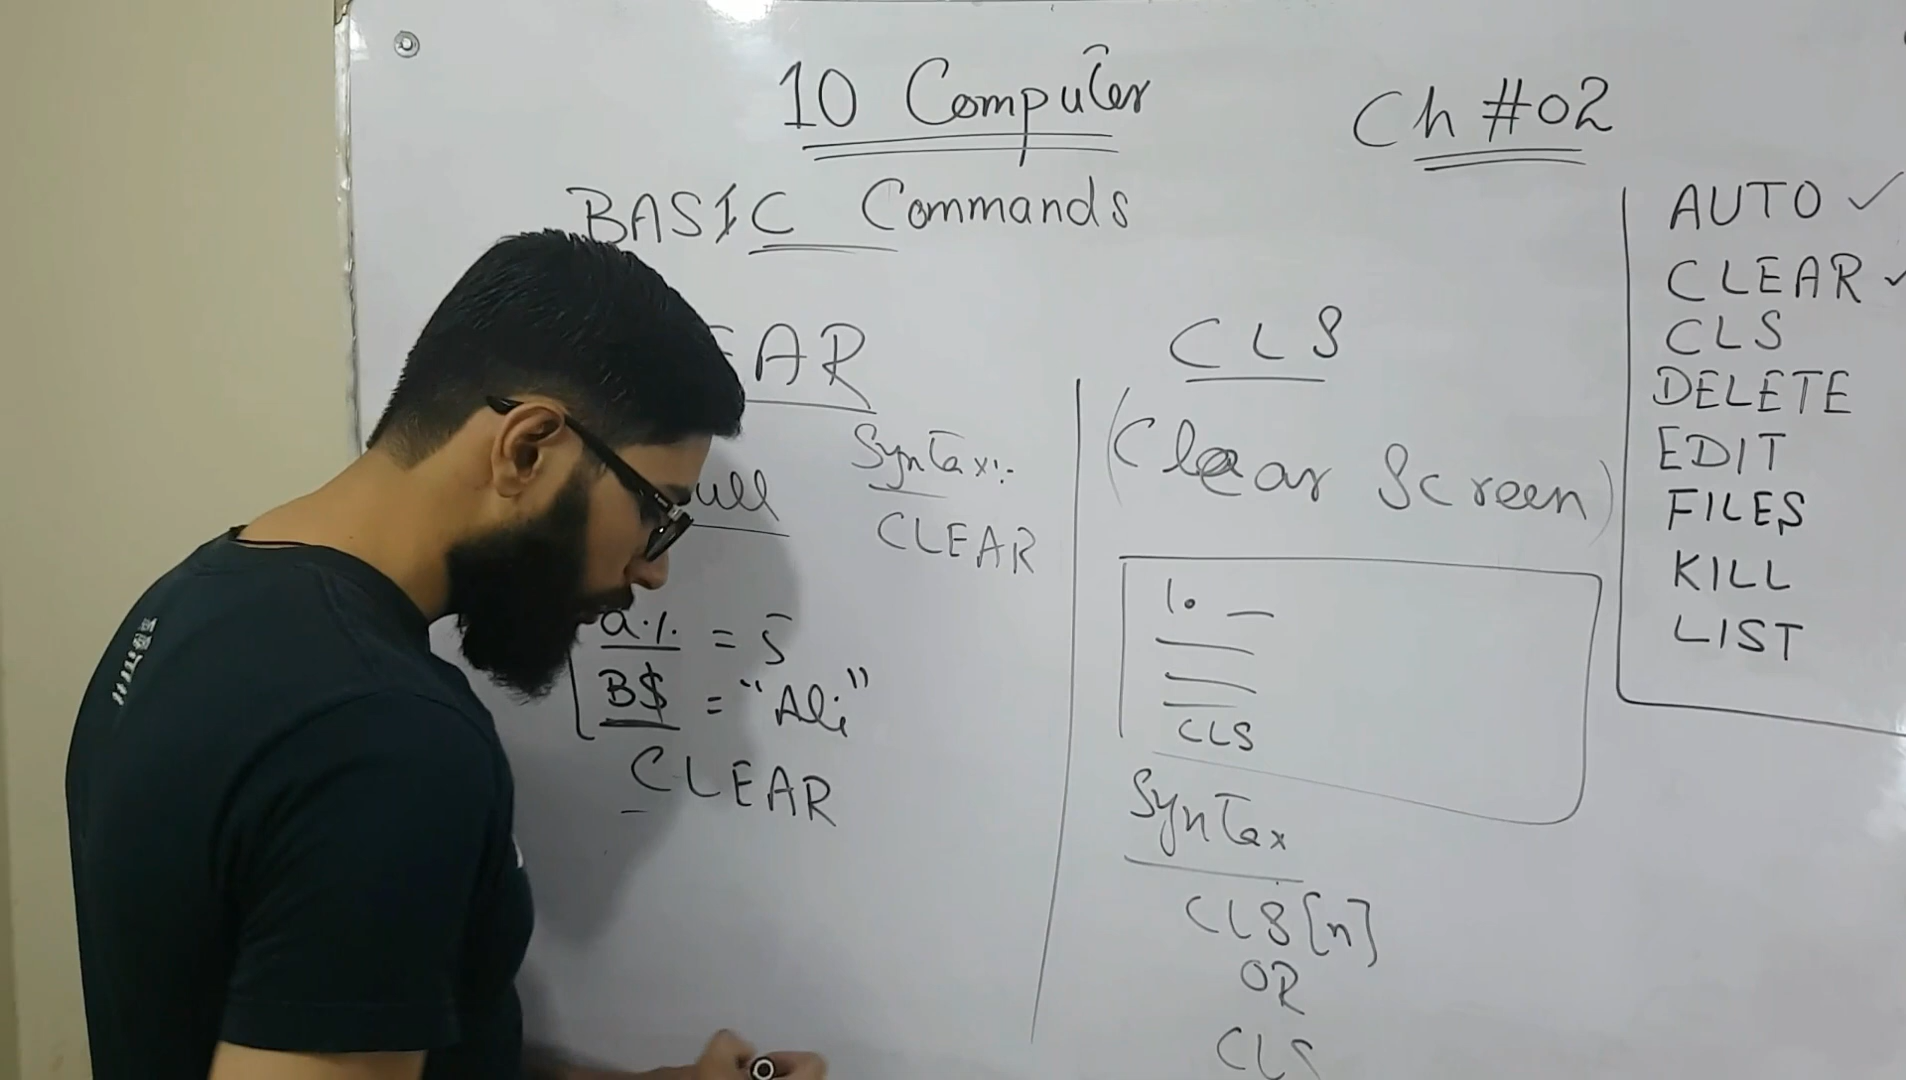 10 Computer
Ch #02
BASIC Commands
EAR
Syntax:-
CLEAR
a% = 5
B$ = "Ali"
CLEAR
CLS
(Clear Screen)
1. _
CLS
Syntax
CLS[n]
OR
CLS
AUTO ✓
CLEAR ✓
CLS
DELETE
EDIT
FILES
KILL
LIST